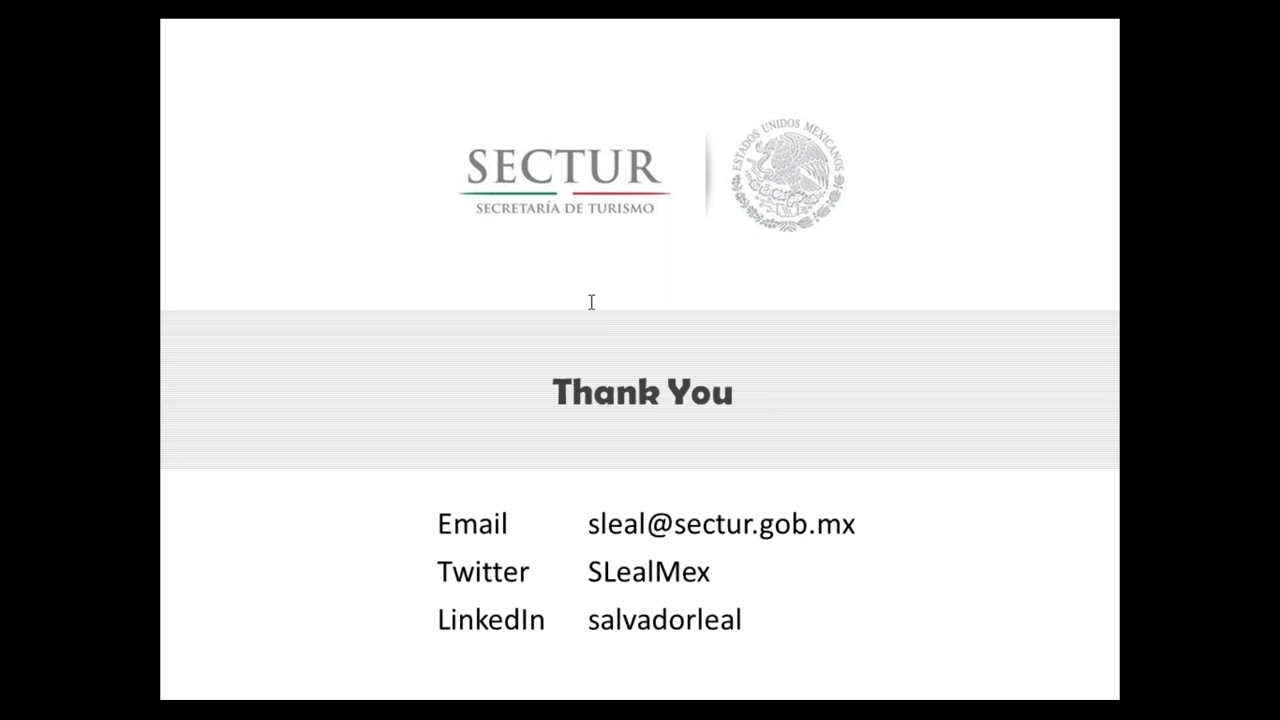 SECTUR
SECRETARÍA DE TURISMO
ESTADOS UNIDOS MEXICANOS
Thank You
Email sleal@sectur.gob.mx
Twitter SLealMex
LinkedIn salvadorleal